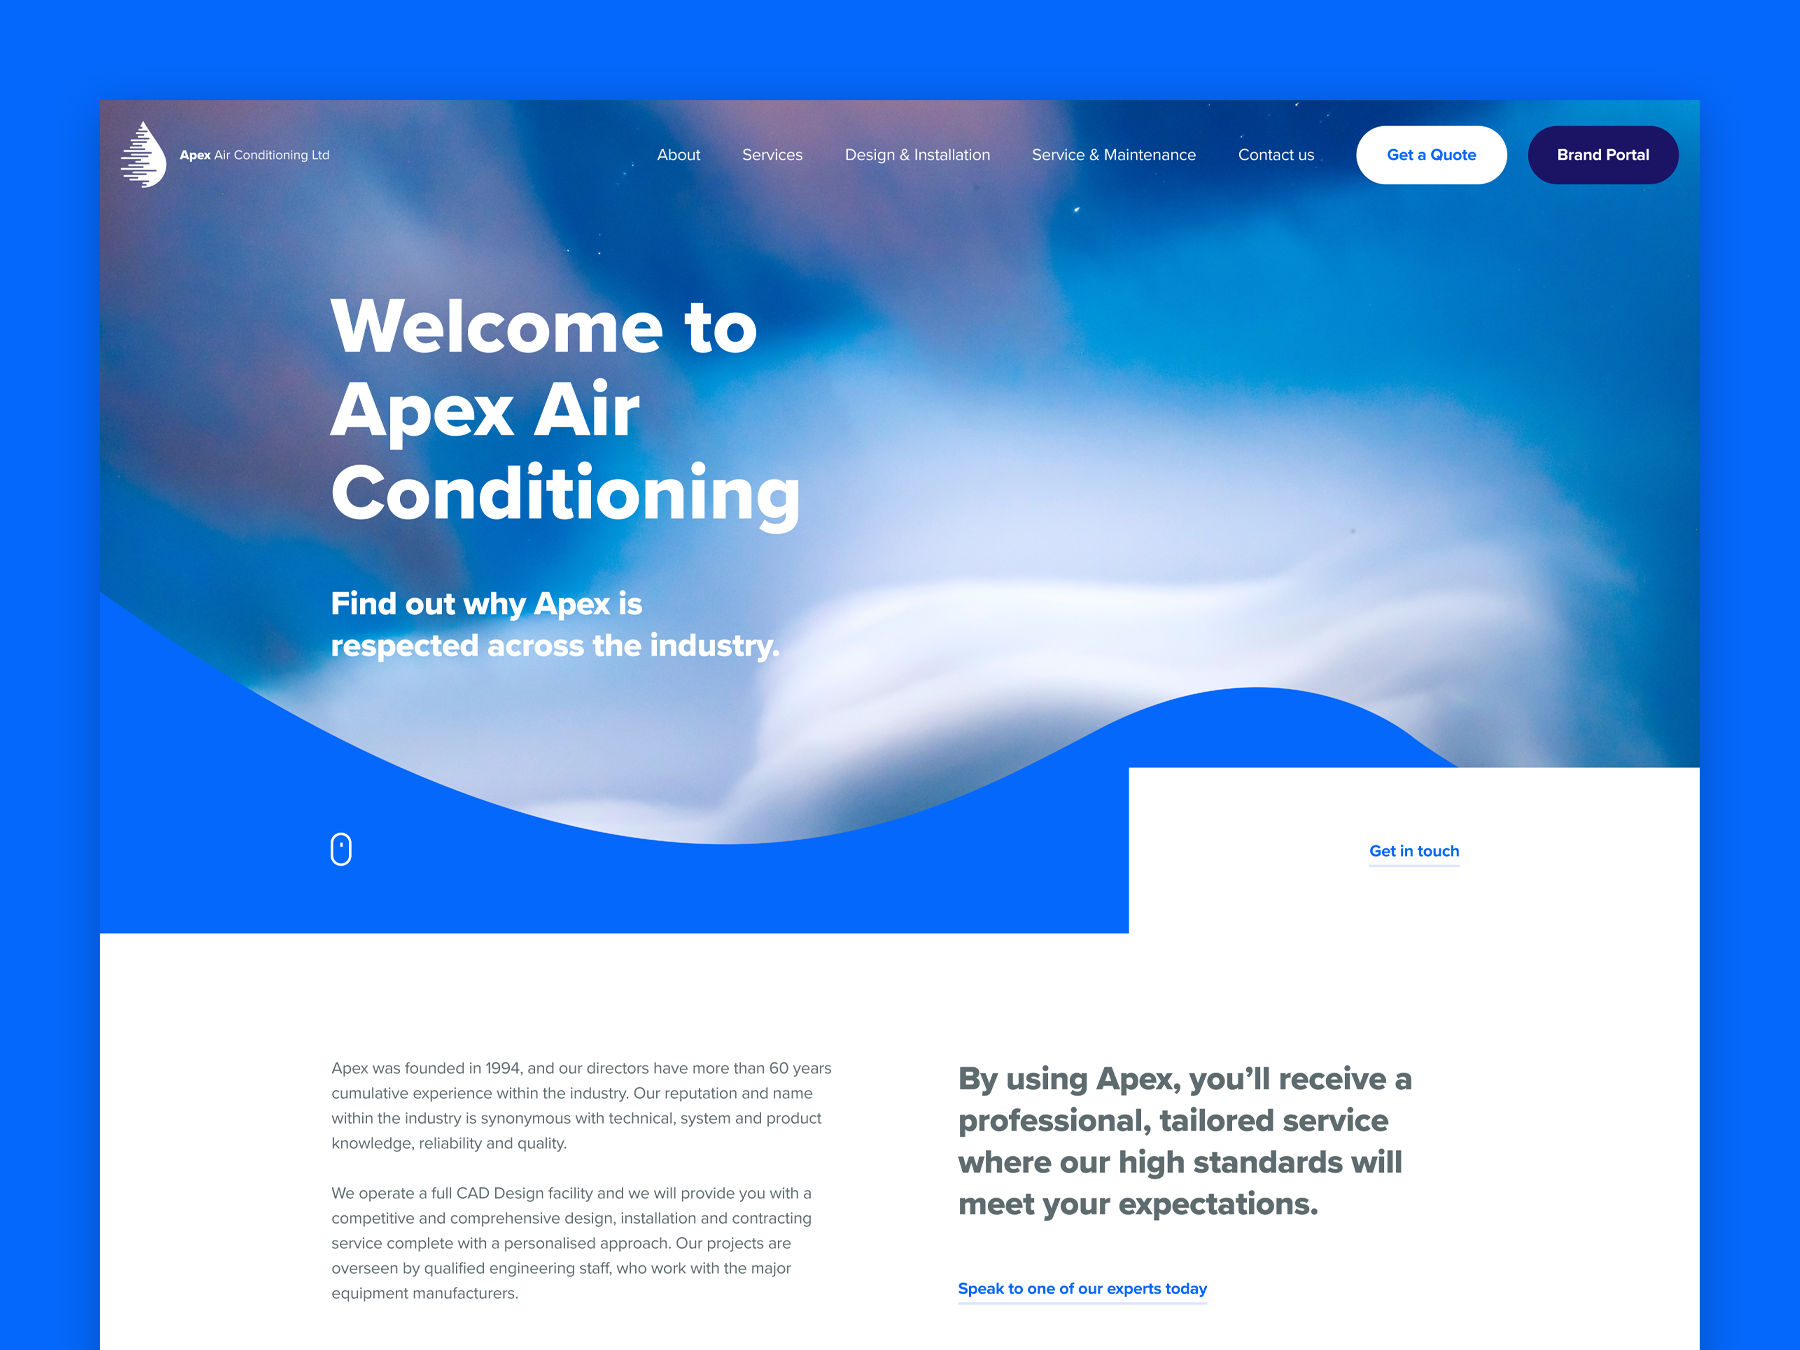 Apex Air Conditioning Ltd
About
Services
Design & Installation
Service & Maintenance
Contact us
Get a Quote
Brand Portal
Welcome to
Apex Air
Conditioning
Find out why Apex is
respected across the industry.
Get in touch
Apex was founded in 1994, and our directors have more than 60 years
cumulative experience within the industry. Our reputation and name
within the industry is synonymous with technical, system and product
knowledge, reliability and quality.
We operate a full CAD Design facility and we will provide you with a
competitive and comprehensive design, installation and contracting
service complete with a personalised approach. Our projects are
overseen by qualified engineering staff, who work with the major
equipment manufacturers.
By using Apex, you’ll receive a
professional, tailored service
where our high standards will
meet your expectations.
Speak to one of our experts today